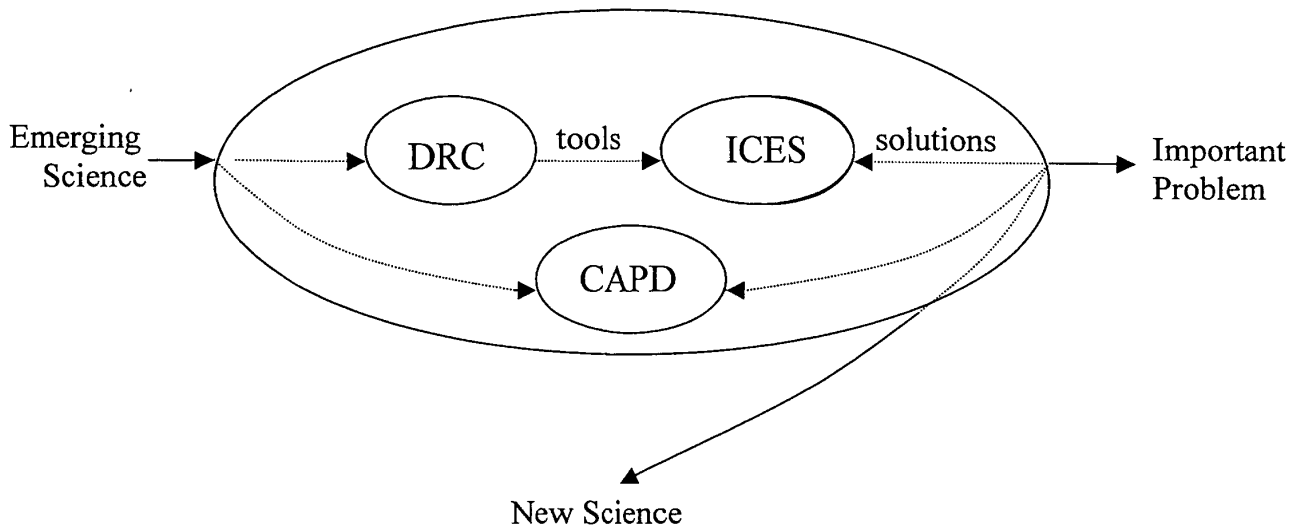 Emerging
Science
DRC
tools
ICES
solutions
Important
Problem
CAPD
New Science